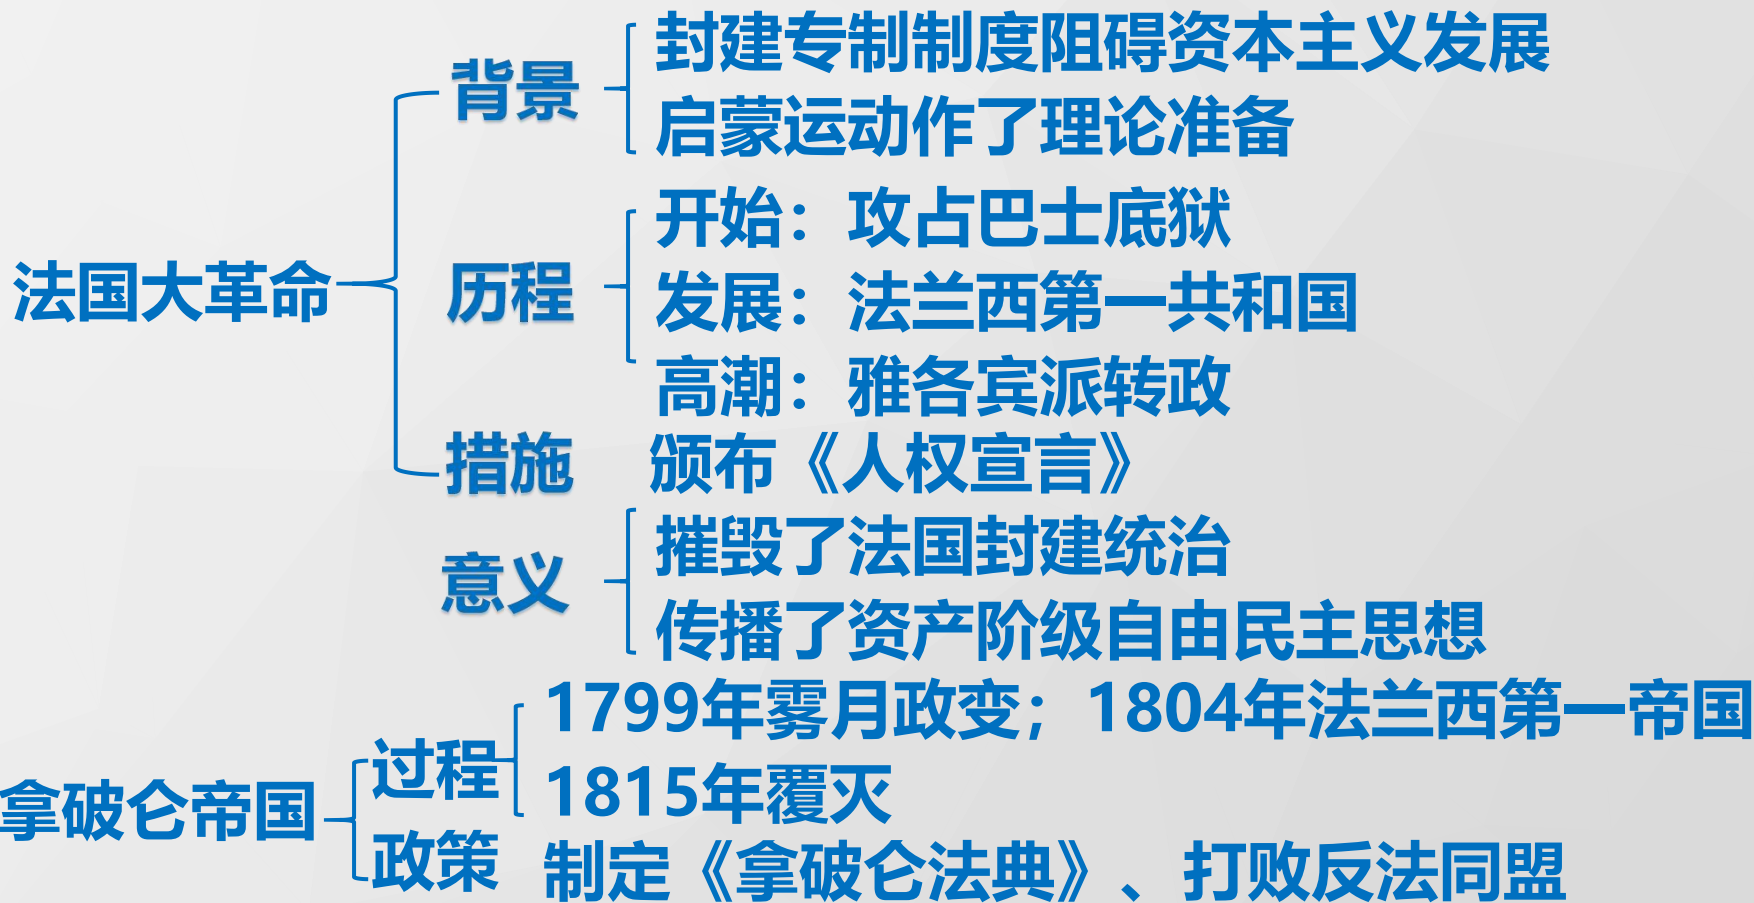 封建专制制度阻碍资本主义发展
背景
启蒙运动作了理论准备
开始：攻占巴士底狱
法国大革命
历程
发展：法兰西第一共和国
高潮：雅各宾派转政
措施
颁布《人权宣言》
摧毁了法国封建统治
意义
传播了资产阶级自由民主思想
1799年雾月政变；1804年法兰西第一帝国
过程
1815年覆灭
拿破仑帝国
政策
制定《拿破仑法典》、打败反法同盟